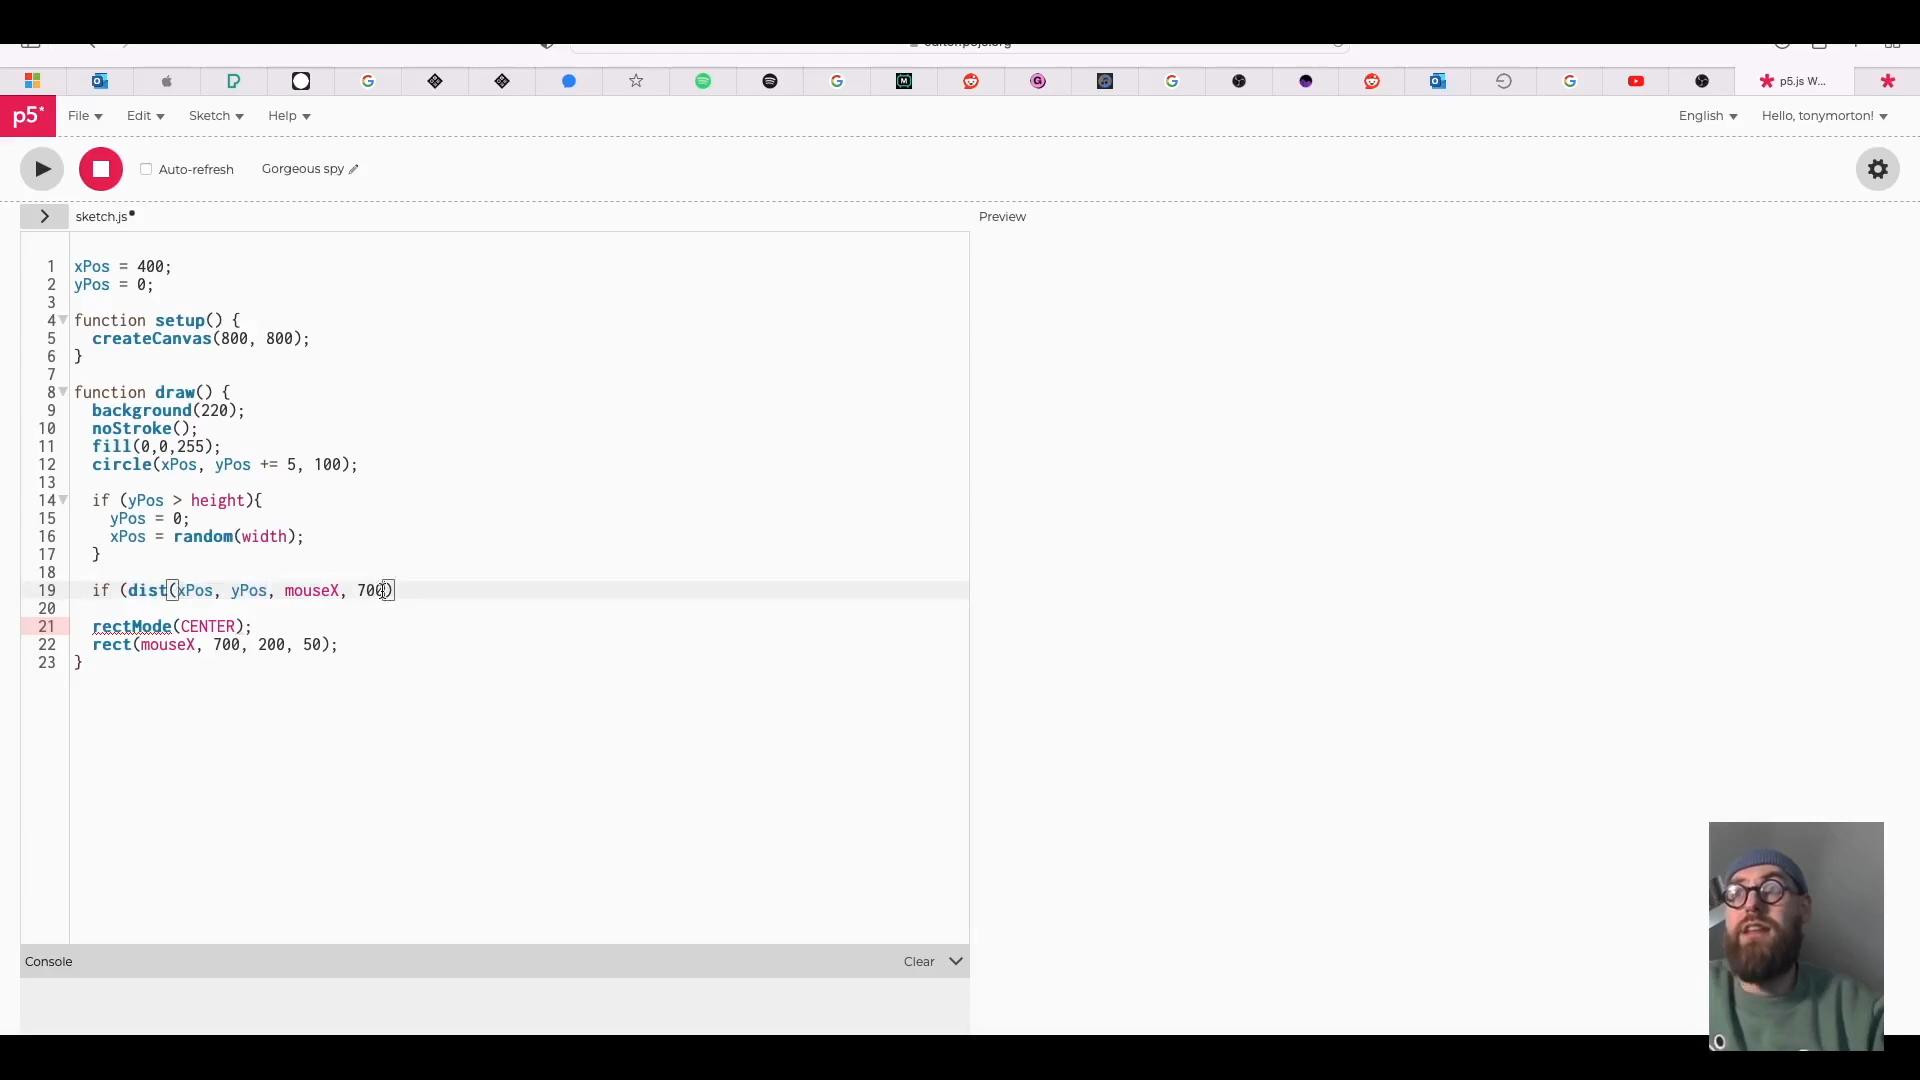 p5.js W...
p5*
File
Edit
Sketch
Help
English
Hello, tonymorton!
Auto-refresh
Gorgeous spy
sketch.js
Preview
1 xPos = 400;
2 yPos = 0;
3
4 function setup() {
5 createCanvas(800, 800);
6 }
7
8 function draw() {
9 background(220);
10 noStroke();
11 fill(0,0,255);
12 circle(xPos, yPos += 5, 100);
13
14 if (yPos > height){
15 yPos = 0;
16 xPos = random(width);
17 }
18
19 if (dist(xPos, yPos, mouseX, 700)
20
21 rectMode(CENTER);
22 rect(mouseX, 700, 200, 50);
23 }
Console
Clear